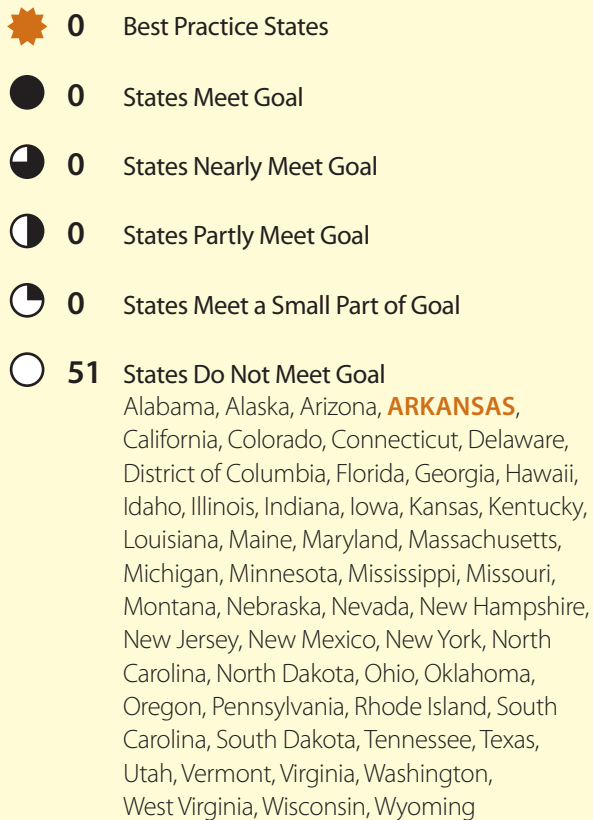 0 Best Practice States
0 States Meet Goal
0 States Nearly Meet Goal
0 States Partly Meet Goal
0 States Meet a Small Part of Goal
51 States Do Not Meet Goal
Alabama, Alaska, Arizona, ARKANSAS,
California, Colorado, Connecticut, Delaware,
District of Columbia, Florida, Georgia, Hawaii,
Idaho, Illinois, Indiana, Iowa, Kansas, Kentucky,
Louisiana, Maine, Maryland, Massachusetts,
Michigan, Minnesota, Mississippi, Missouri,
Montana, Nebraska, Nevada, New Hampshire,
New Jersey, New Mexico, New York, North
Carolina, North Dakota, Ohio, Oklahoma,
Oregon, Pennsylvania, Rhode Island, South
Carolina, South Dakota, Tennessee, Texas,
Utah, Vermont, Virginia, Washington,
West Virginia, Wisconsin, Wyoming